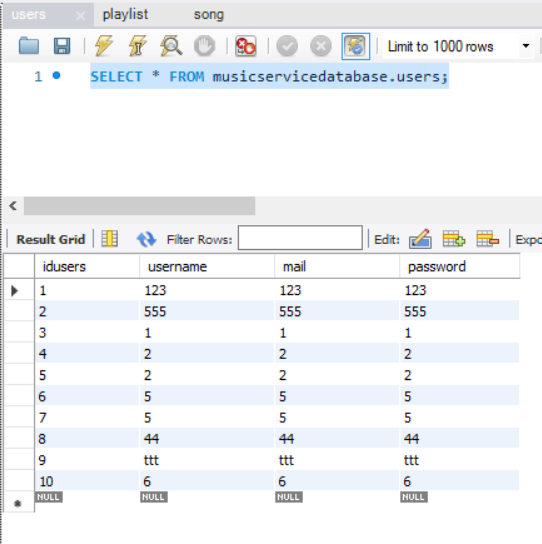 users playlist song
Limit to 1000 rows
1 SELECT * FROM musicservicedatabase.users;
Result Grid Filter Rows: Edit: Expo
idusers username mail password
1 123 123 123
2 555 555 555
3 1 1 1
4 2 2 2
5 2 2 2
6 5 5 5
7 5 5 5
8 44 44 44
9 ttt ttt ttt
10 6 6 6
NULL NULL NULL NULL